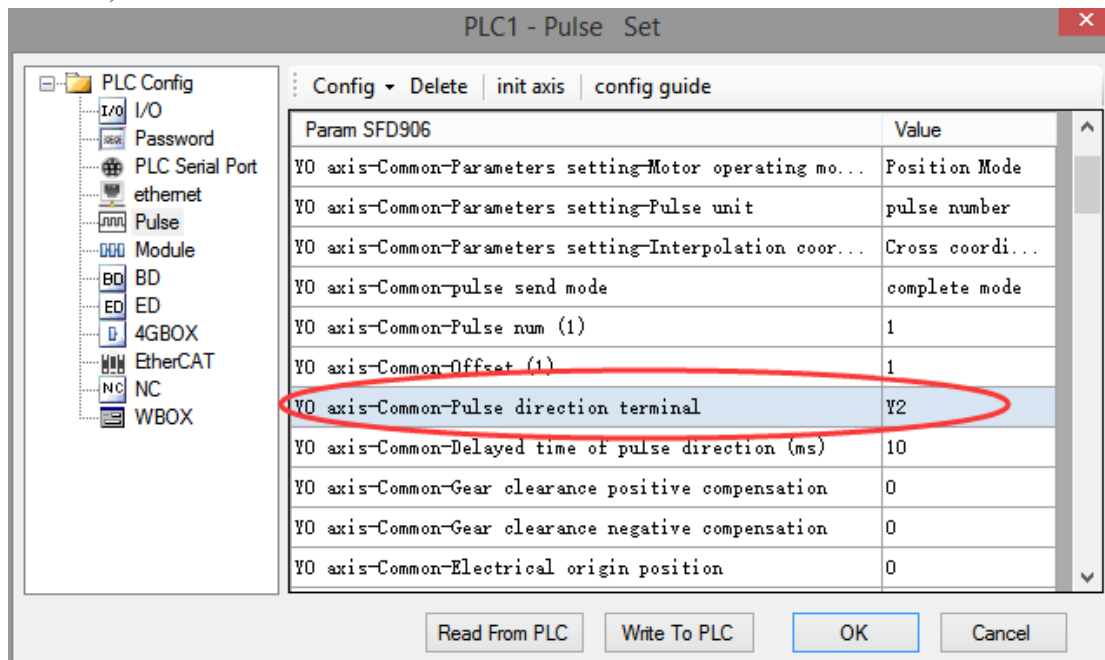 PLC1 - Pulse Set
PLC Config
I/O I/O
Password
PLC Serial Port
ethernet
Pulse
Module
BD BD
ED ED
4GBOX
EtherCAT
NC NC
WBOX
Config Delete init axis config guide
Param SFD906 Value
Y0 axis-Common-Parameters setting-Motor operating mo... Position Mode
Y0 axis-Common-Parameters setting-Pulse unit pulse number
Y0 axis-Common-Parameters setting-Interpolation coor... Cross coordi...
Y0 axis-Common-pulse send mode complete mode
Y0 axis-Common-Pulse num (1) 1
Y0 axis-Common-Offset (1) 1
Y0 axis-Common-Pulse direction terminal Y2
Y0 axis-Common-Delayed time of pulse direction (ms) 10
Y0 axis-Common-Gear clearance positive compensation 0
Y0 axis-Common-Gear clearance negative compensation 0
Y0 axis-Common-Electrical origin position 0
Read From PLC Write To PLC OK Cancel